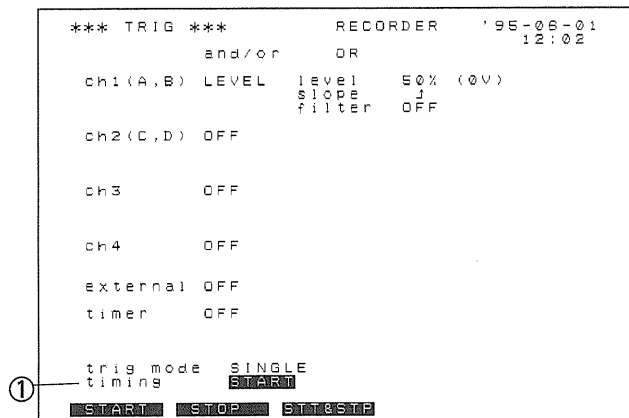 *** TRIG *** RECORDER '95-06-01
12:02
and/or OR
ch1(A,B) LEVEL level 50% (0V)
slope ⨍
filter OFF
ch2(C,D) OFF
ch3 OFF
ch4 OFF
external OFF
timer OFF
trig mode SINGLE
① timing START
START STOP STT&STP